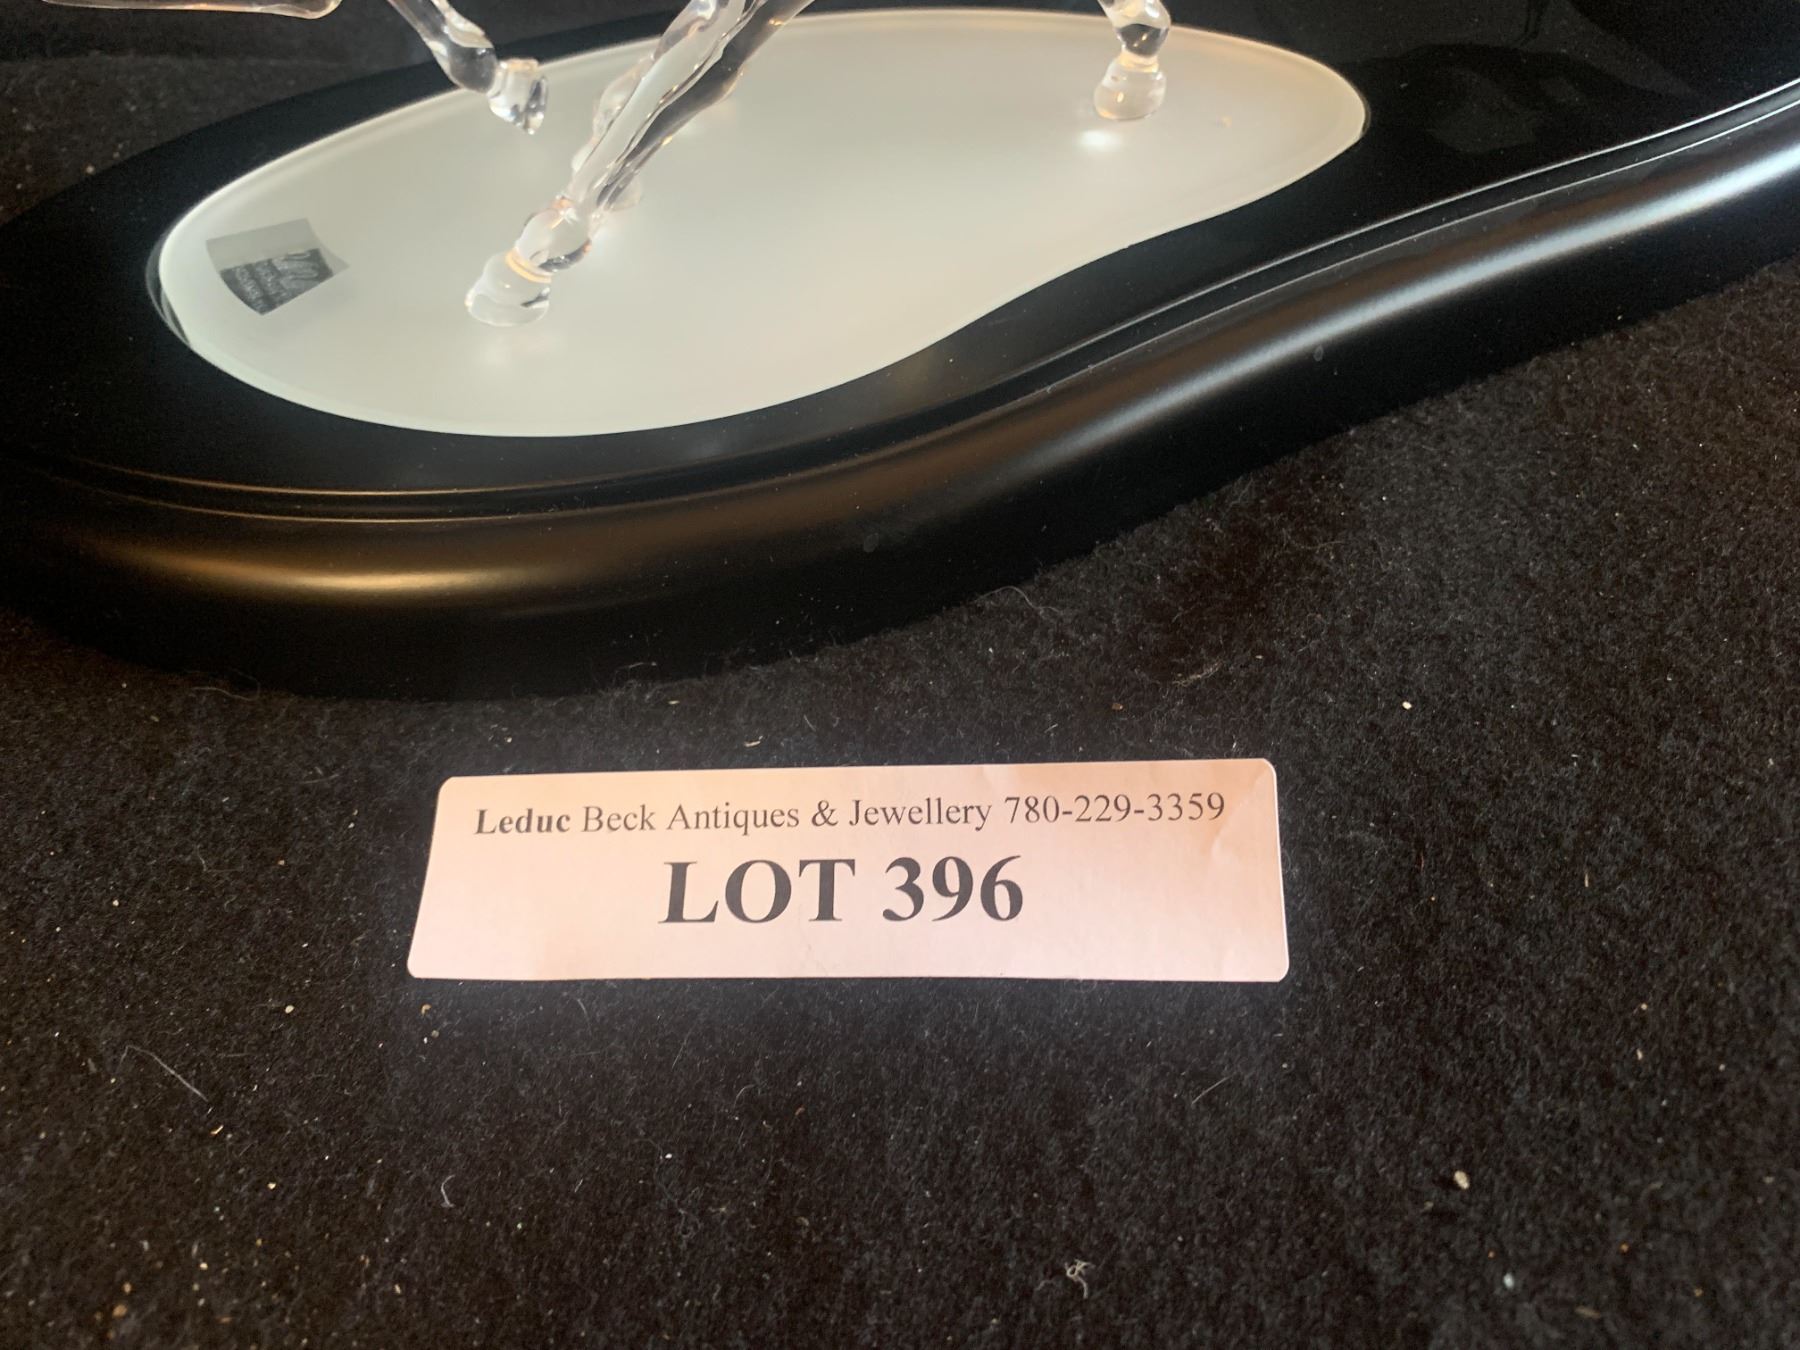 Leduc Beck Antiques & Jewellery 780-229-3359
LOT 396